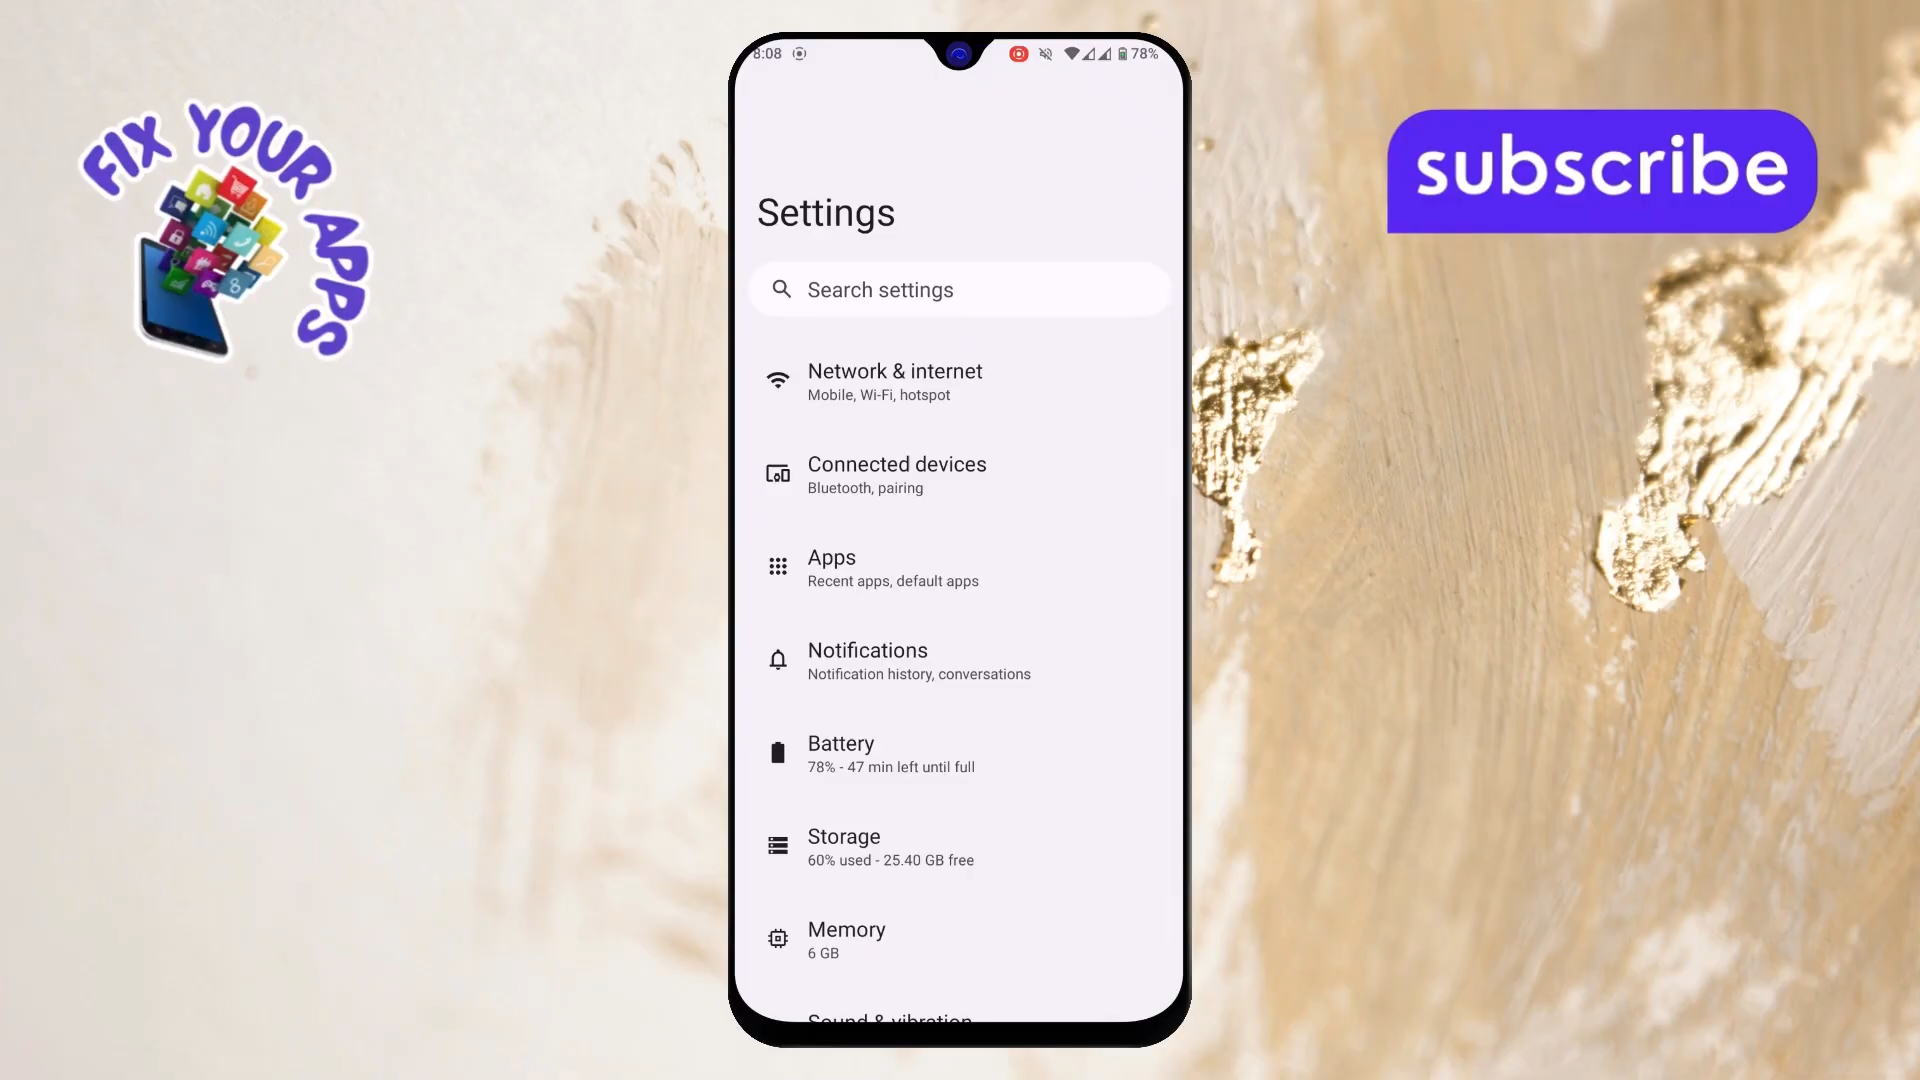 FIX YOUR APPS
subscribe
8:08
78%
Settings
Search settings
Network & internet
Mobile, Wi-Fi, hotspot
Connected devices
Bluetooth, pairing
Apps
Recent apps, default apps
Notifications
Notification history, conversations
Battery
78% - 47 min left until full
Storage
60% used - 25.40 GB free
Memory
6 GB
Sound & vibration